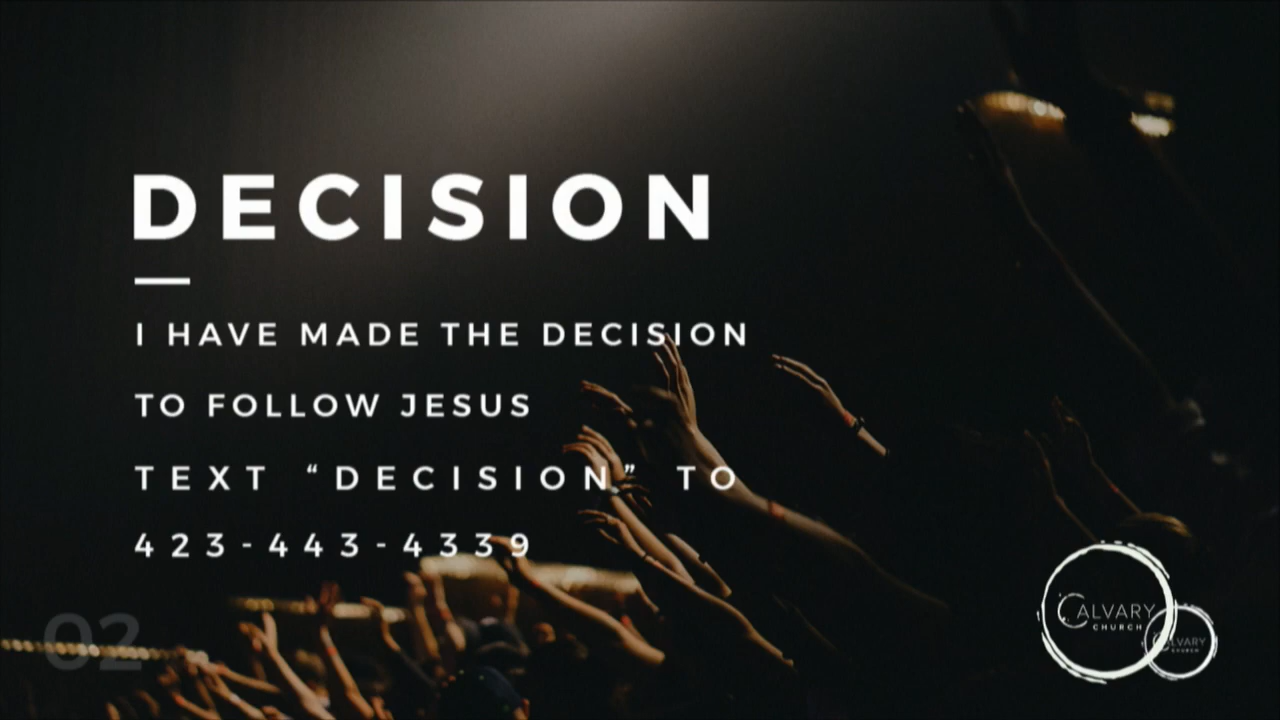 DECISION
I HAVE MADE THE DECISION
TO FOLLOW JESUS
TEXT “DECISION” TO
423-443-4339
02
CALVARY
CHURCH
CALVARY
CHURCH